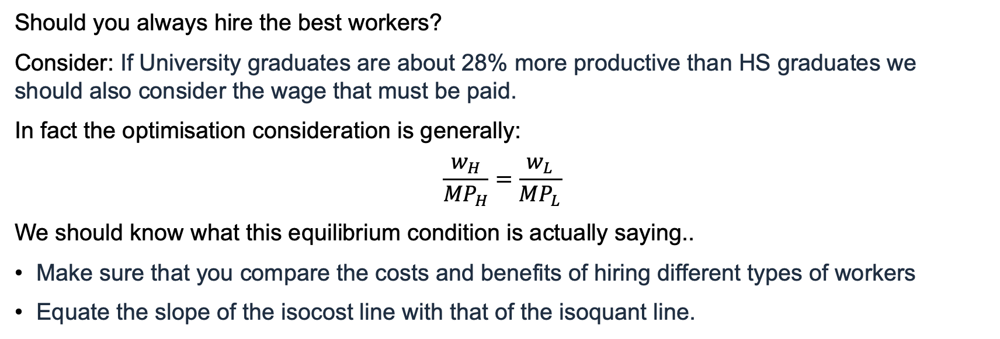 Should you always hire the best workers?
Consider: If University graduates are about 28% more productive than HS graduates we
should also consider the wage that must be paid.
In fact the optimisation consideration is generally:
w_H / MP_H = w_L / MP_L
We should know what this equilibrium condition is actually saying..
• Make sure that you compare the costs and benefits of hiring different types of workers
• Equate the slope of the isocost line with that of the isoquant line.